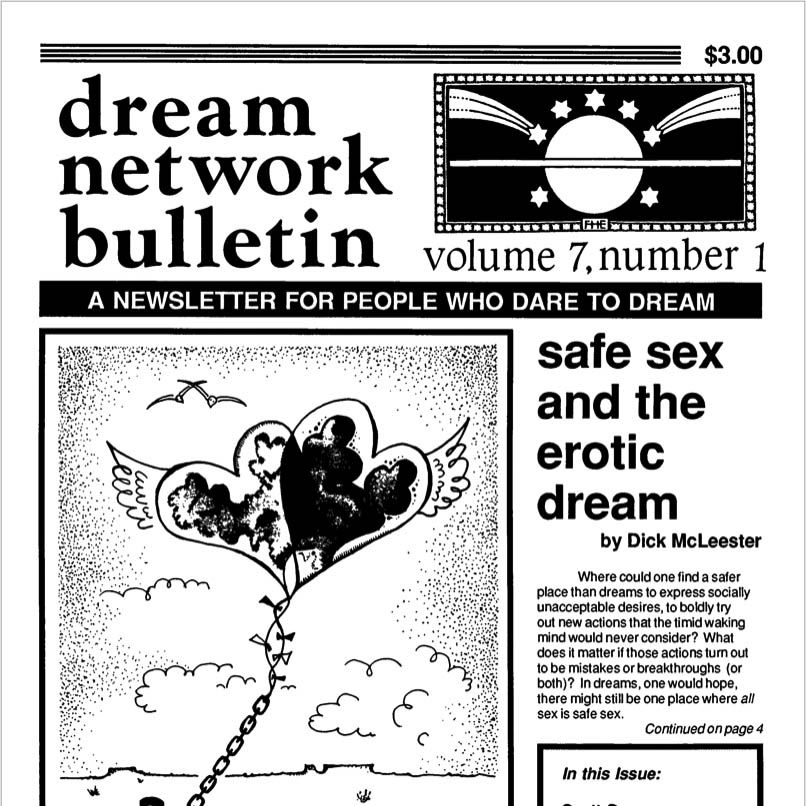 $3.00
dream
network
bulletin
FHE
volume 7, number 1
A NEWSLETTER FOR PEOPLE WHO DARE TO DREAM
safe sex
and the
erotic
dream
by Dick McLeester
Where could one find a safer
place than dreams to express socially
unacceptable desires, to boldly try
out new actions that the timid waking
mind would never consider? What
does it matter if those actions turn out
to be mistakes or breakthroughs (or
both)? In dreams, one would hope,
there might still be one place where all
sex is safe sex.
Continued on page 4
In this Issue: